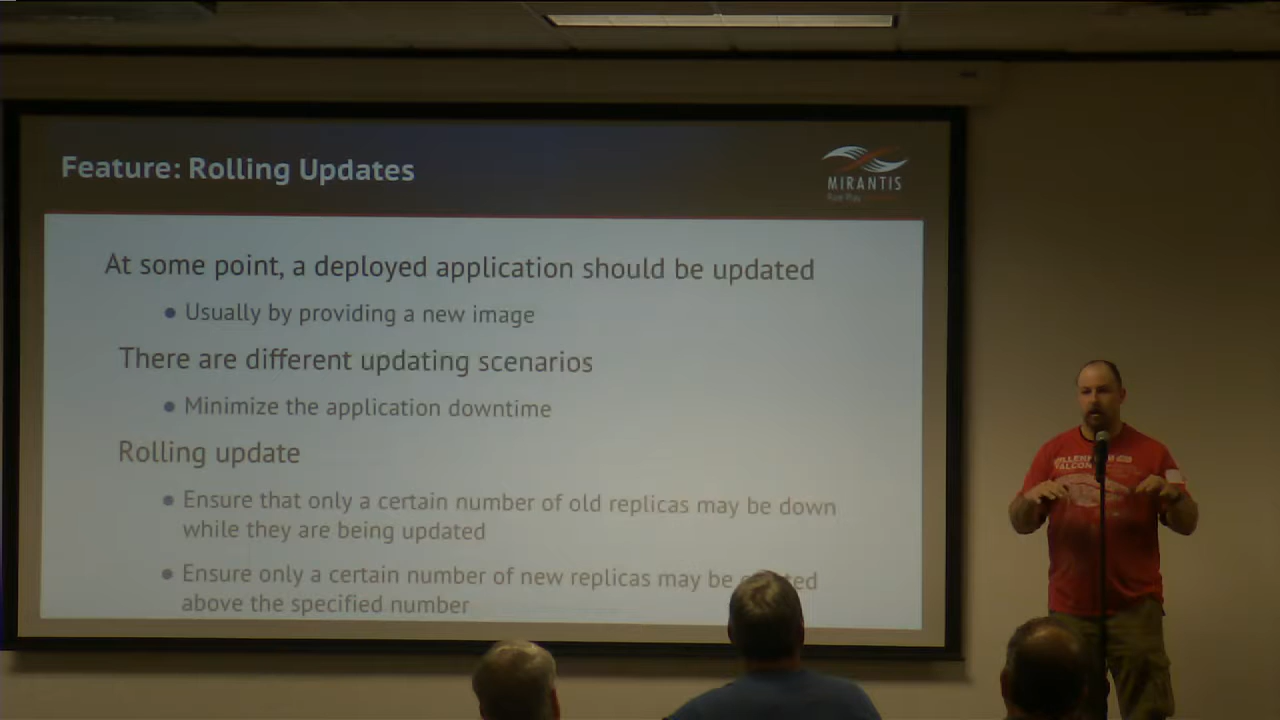 Feature: Rolling Updates
MIRANTIS
At some point, a deployed application should be updated
• Usually by providing a new image
There are different updating scenarios
• Minimize the application downtime
Rolling update
• Ensure that only a certain number of old replicas may be down
while they are being updated
• Ensure only a certain number of new replicas may be
above the specified number
FALCON